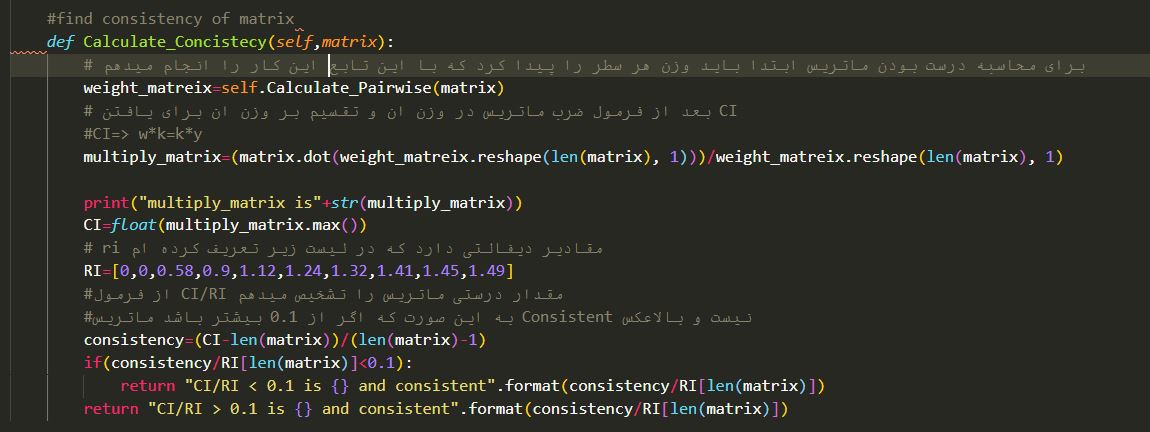 #find consistency of matrix
def Calculate_Concistecy(self,matrix):
# برای محاسبه درست بودن ماتریس ابتدا باید وزن هر سطر را پیدا کرد که با این تابع این کار را انجام میدهم
weight_matreix=self.Calculate_Pairwise(matrix)
# بعد از فرمول ضرب ماتریس در وزن ان و تقسیم بر وزن ان برای یافتن CI
#CI=> w*k=k*y
multiply_matrix=(matrix.dot(weight_matreix.reshape(len(matrix), 1)))/weight_matreix.reshape(len(matrix), 1)
print("multiply_matrix is"+str(multiply_matrix))
CI=float(multiply_matrix.max())
# ri مقادیر دیفالتی دارد که در لیست زیر تعریف کرده ام
RI=[0,0,0.58,0.9,1.12,1.24,1.32,1.41,1.45,1.49]
#از فرمول CI/RI مقدار درستی ماتریس را تشخیص میدهم
#به این صورت که اگر از 0.1 بیشتر باشد ماتریس Consistent نیست و بالاعکس
consistency=(CI-len(matrix))/(len(matrix)-1)
if(consistency/RI[len(matrix)]<0.1):
return "CI/RI < 0.1 is {} and consistent".format(consistency/RI[len(matrix)])
return "CI/RI > 0.1 is {} and consistent".format(consistency/RI[len(matrix)])